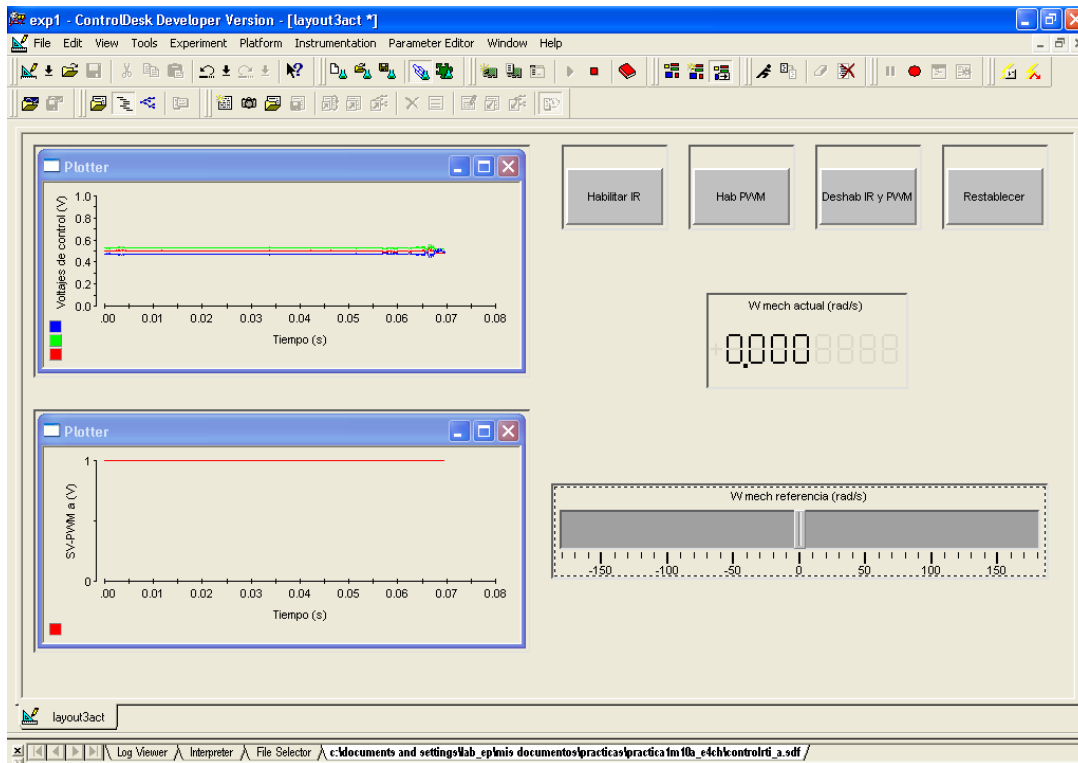 exp1 - ControlDesk Developer Version - [layout3act *]
File Edit View Tools Experiment Platform Instrumentation Parameter Editor Window Help
Plotter
Voltajes de control (V)
1.0
0.8
0.6
0.4
0.2
0.0
.00 0.01 0.02 0.03 0.04 0.05 0.06 0.07 0.08
Tiempo (s)
Habilitar IR
Hab PWM
Deshab IR y PWM
Restablecer
W mech actual (rad/s)
+0.000
Plotter
SV-PWM a (V)
1
0
.00 0.01 0.02 0.03 0.04 0.05 0.06 0.07 0.08
Tiempo (s)
W mech referencia (rad/s)
-150 -100 -50 0 50 100 150
layout3act
Log Viewer Interpreter File Selector c:\documents and settings\lab_ep\mis documentos\practicas\practica1m10a_e4ch\controlrti_a.sdf